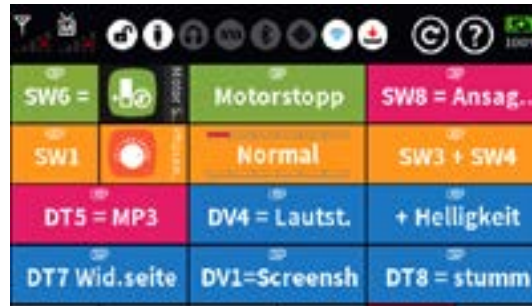 SW6 =
Motorstopp
SW8 = Ansag..
SW1
Normal
SW3 + SW4
DT5 = MP3
DV4 = Lautst.
+ Helligkeit
DT7 Wid.seite
DV1=Screensh
DT8 = stumm